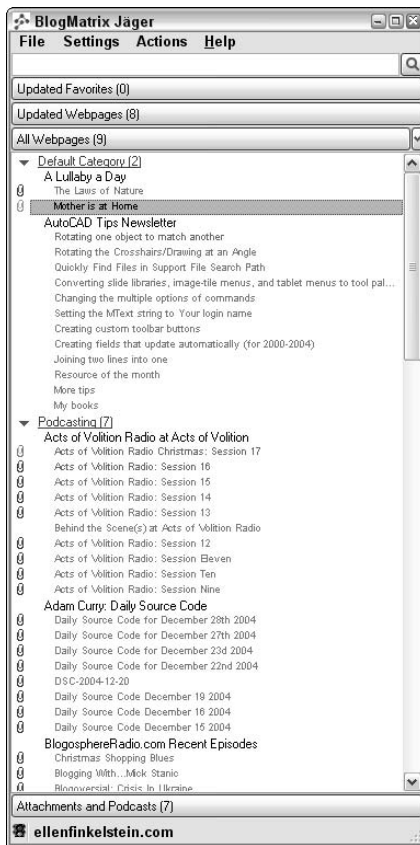 BlogMatrix Jäger
File Settings Actions Help
Updated Favorites (0)
Updated Webpages (8)
All Webpages (9)
Default Category (2)
A Lullaby a Day
The Laws of Nature
Mother is at Home
AutoCAD Tips Newsletter
Rotating one object to match another
Rotating the Crosshairs/Drawing at an Angle
Quickly Find Files in Support File Search Path
Converting slide libraries, image-tile menus, and tablet menus to tool pal...
Changing the multiple options of commands
Setting the MText string to Your login name
Creating custom toolbar buttons
Creating fields that update automatically (for 2000-2004)
Joining two lines into one
Resource of the month
More tips
My books
Podcasting (7)
Acts of Volition Radio at Acts of Volition
Acts of Volition Radio Christmas: Session 17
Acts of Volition Radio: Session 16
Acts of Volition Radio: Session 15
Acts of Volition Radio: Session 14
Acts of Volition Radio: Session 13
Behind the Scene(s) at Acts of Volition Radio
Acts of Volition Radio: Session 12
Acts of Volition Radio: Session Eleven
Acts of Volition Radio: Session Ten
Acts of Volition Radio: Session Nine
Adam Curry: Daily Source Code
Daily Source Code for December 28th 2004
Daily Source Code for December 27th 2004
Daily Source Code for December 23d 2004
Daily Source Code for December 22nd 2004
DSC-2004-12-20
Daily Source Code December 19 2004
Daily Source Code December 16 2004
Daily Source Code December 15 2004
BlogosphereRadio.com Recent Episodes
Christmas Shopping Blues
Blogging With...Mick Stanic
Blogoversial: Crisis In Ukraine
Attachments and Podcasts (7)
ellenfinkelstein.com